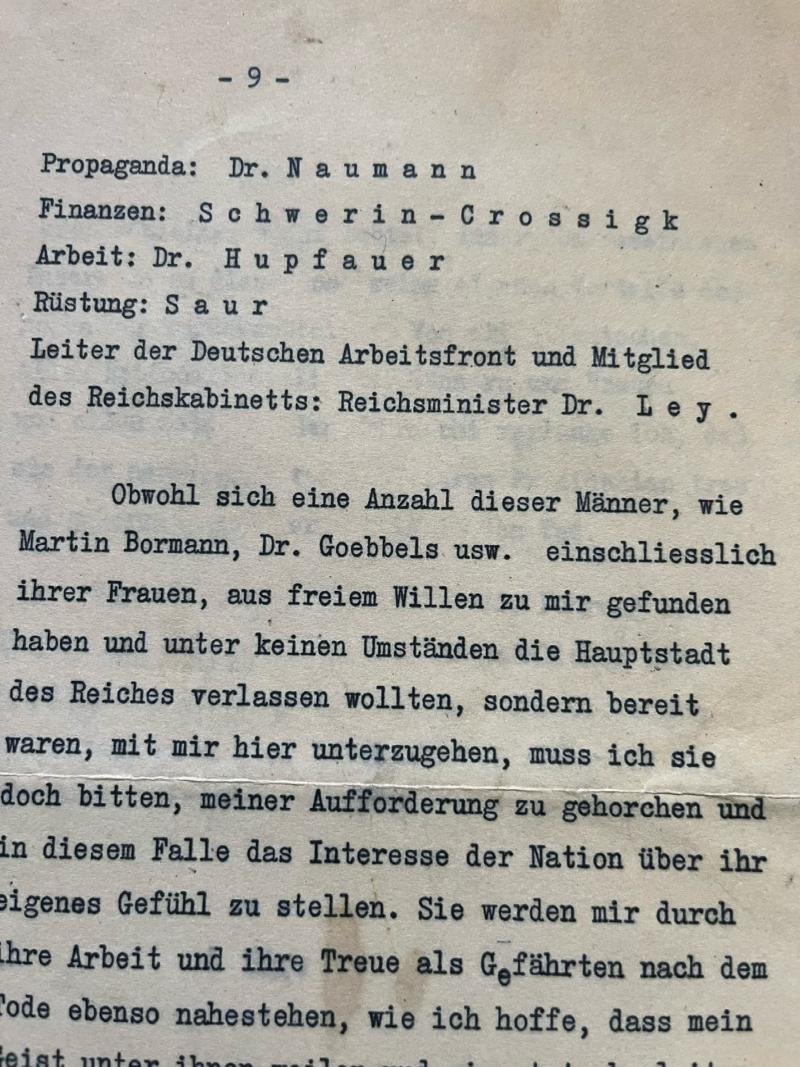 - 9 -
Propaganda: Dr. N a u m a n n
Finanzen: S c h w e r i n - C r o s s i g k
Arbeit: Dr. H u p f a u e r
Rüstung: S a u r
Leiter der Deutschen Arbeitsfront und Mitglied
des Reichskabinetts: Reichsminister Dr. L e y .
Obwohl sich eine Anzahl dieser Männer, wie
Martin Bormann, Dr. Goebbels usw. einschliesslich
ihrer Frauen, aus freiem Willen zu mir gefunden
haben und unter keinen Umständen die Hauptstadt
des Reiches verlassen wollten, sondern bereit
waren, mit mir hier unterzugehen, muss ich sie
doch bitten, meiner Aufforderung zu gehorchen und
in diesem Falle das Interesse der Nation über ihr
eigenes Gefühl zu stellen. Sie werden mir durch
ihre Arbeit und ihre Treue als Gefährten nach dem
Tode ebenso nahestehen, wie ich hoffe, dass mein
Geist unter ihnen